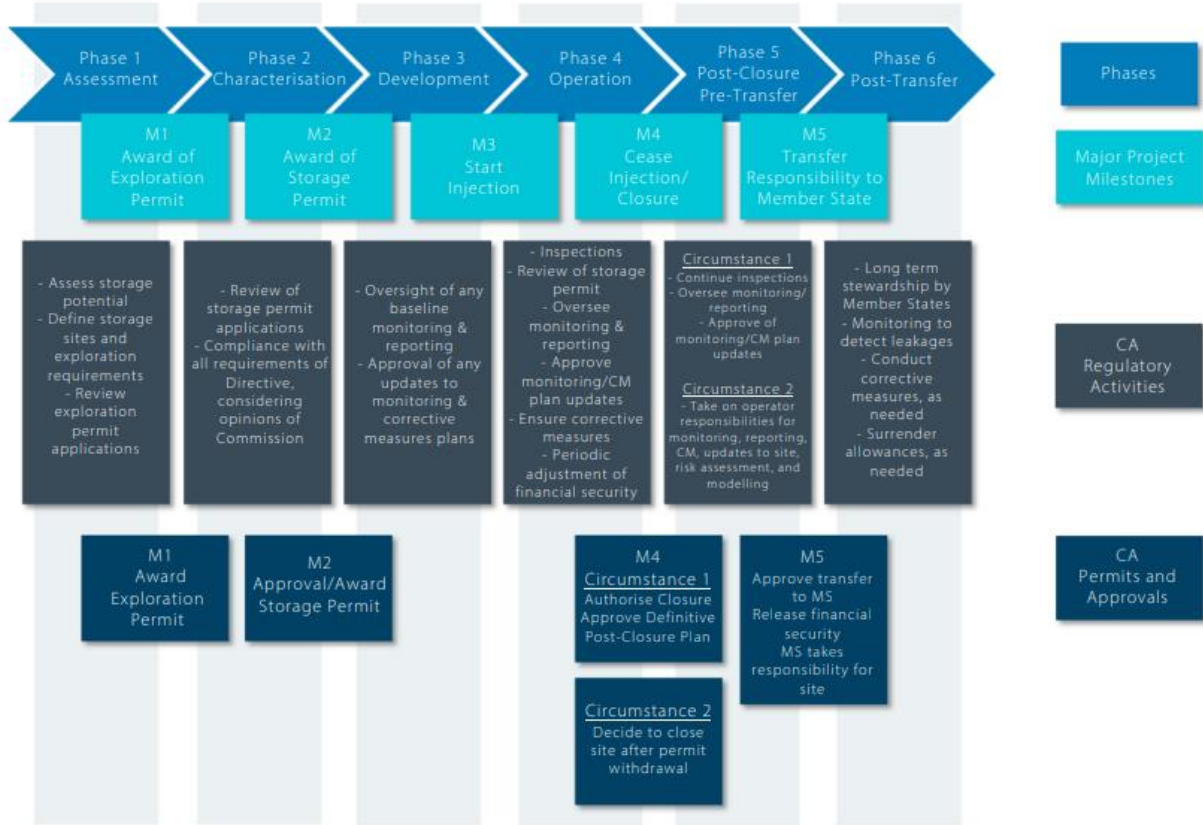 Phase 1
Assessment
Phase 2
Characterisation
Phase 3
Development
Phase 4
Operation
Phase 5
Post-Closure
Pre-Transfer
Phase 6
Post-Transfer
Phases
M1
Award of
Exploration
Permit
M2
Award of
Storage
Permit
M3
Start
Injection
M4
Cease
Injection/
Closure
M5
Transfer
Responsibility to
Member State
Major Project
Milestones
- Assess storage
potential
- Define storage
sites and
exploration
requirements
- Review
exploration
permit
applications
- Review of
storage permit
applications
- Compliance with
all requirements of
Directive,
considering
opinions of
Commission
- Oversight of any
baseline
monitoring &
reporting
- Approval of any
updates to
monitoring &
corrective
measures plans
- Inspections
- Review of storage
permit
- Oversee
monitoring &
reporting
- Approve
monitoring/CM
plan updates
- Ensure corrective
measures
- Periodic
adjustment of
financial security
Circumstance 1
- Continue inspections
- Oversee monitoring/
reporting
- Approve of
monitoring/CM plan
updates
Circumstance 2
- Take on operator
responsibilities for
monitoring, reporting,
CM, updates to site,
risk assessment, and
modelling
- Long term
stewardship by
Member States
- Monitoring to
detect leakages
- Conduct
corrective
measures, as
needed
- Surrender
allowances, as
needed
CA
Regulatory
Activities
M1
Award
Exploration
Permit
M2
Approval/Award
Storage Permit
M4
Circumstance 1
Authorise Closure
Approve Definitive
Post-Closure Plan
Circumstance 2
Decide to close
site after permit
withdrawal
M5
Approve transfer
to MS
Release financial
security
MS takes
responsibility for
site
CA
Permits and
Approvals